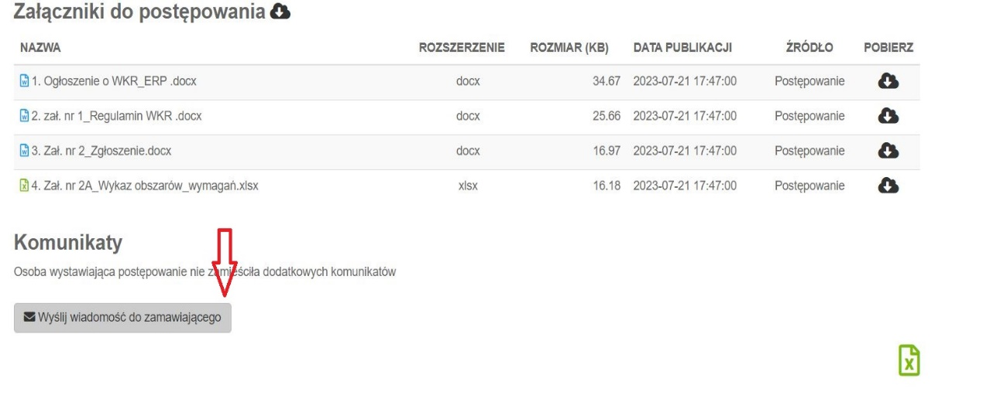 Załączniki do postępowania
NAZWA ROZSZERZENIE ROZMIAR (KB) DATA PUBLIKACJI ŹRÓDŁO POBIERZ
1. Ogłoszenie o WKR_ERP .docx docx 34.67 2023-07-21 17:47:00 Postępowanie
2. zał. nr 1_Regulamin WKR .docx docx 25.66 2023-07-21 17:47:00 Postępowanie
3. Zał. nr 2_Zgłoszenie.docx docx 16.97 2023-07-21 17:47:00 Postępowanie
4. Zał. nr 2A_Wykaz obszarów_wymagań.xlsx xlsx 16.18 2023-07-21 17:47:00 Postępowanie
Komunikaty
Osoba wystawiająca postępowanie nie zamieściła dodatkowych komunikatów
Wyślij wiadomość do zamawiającego